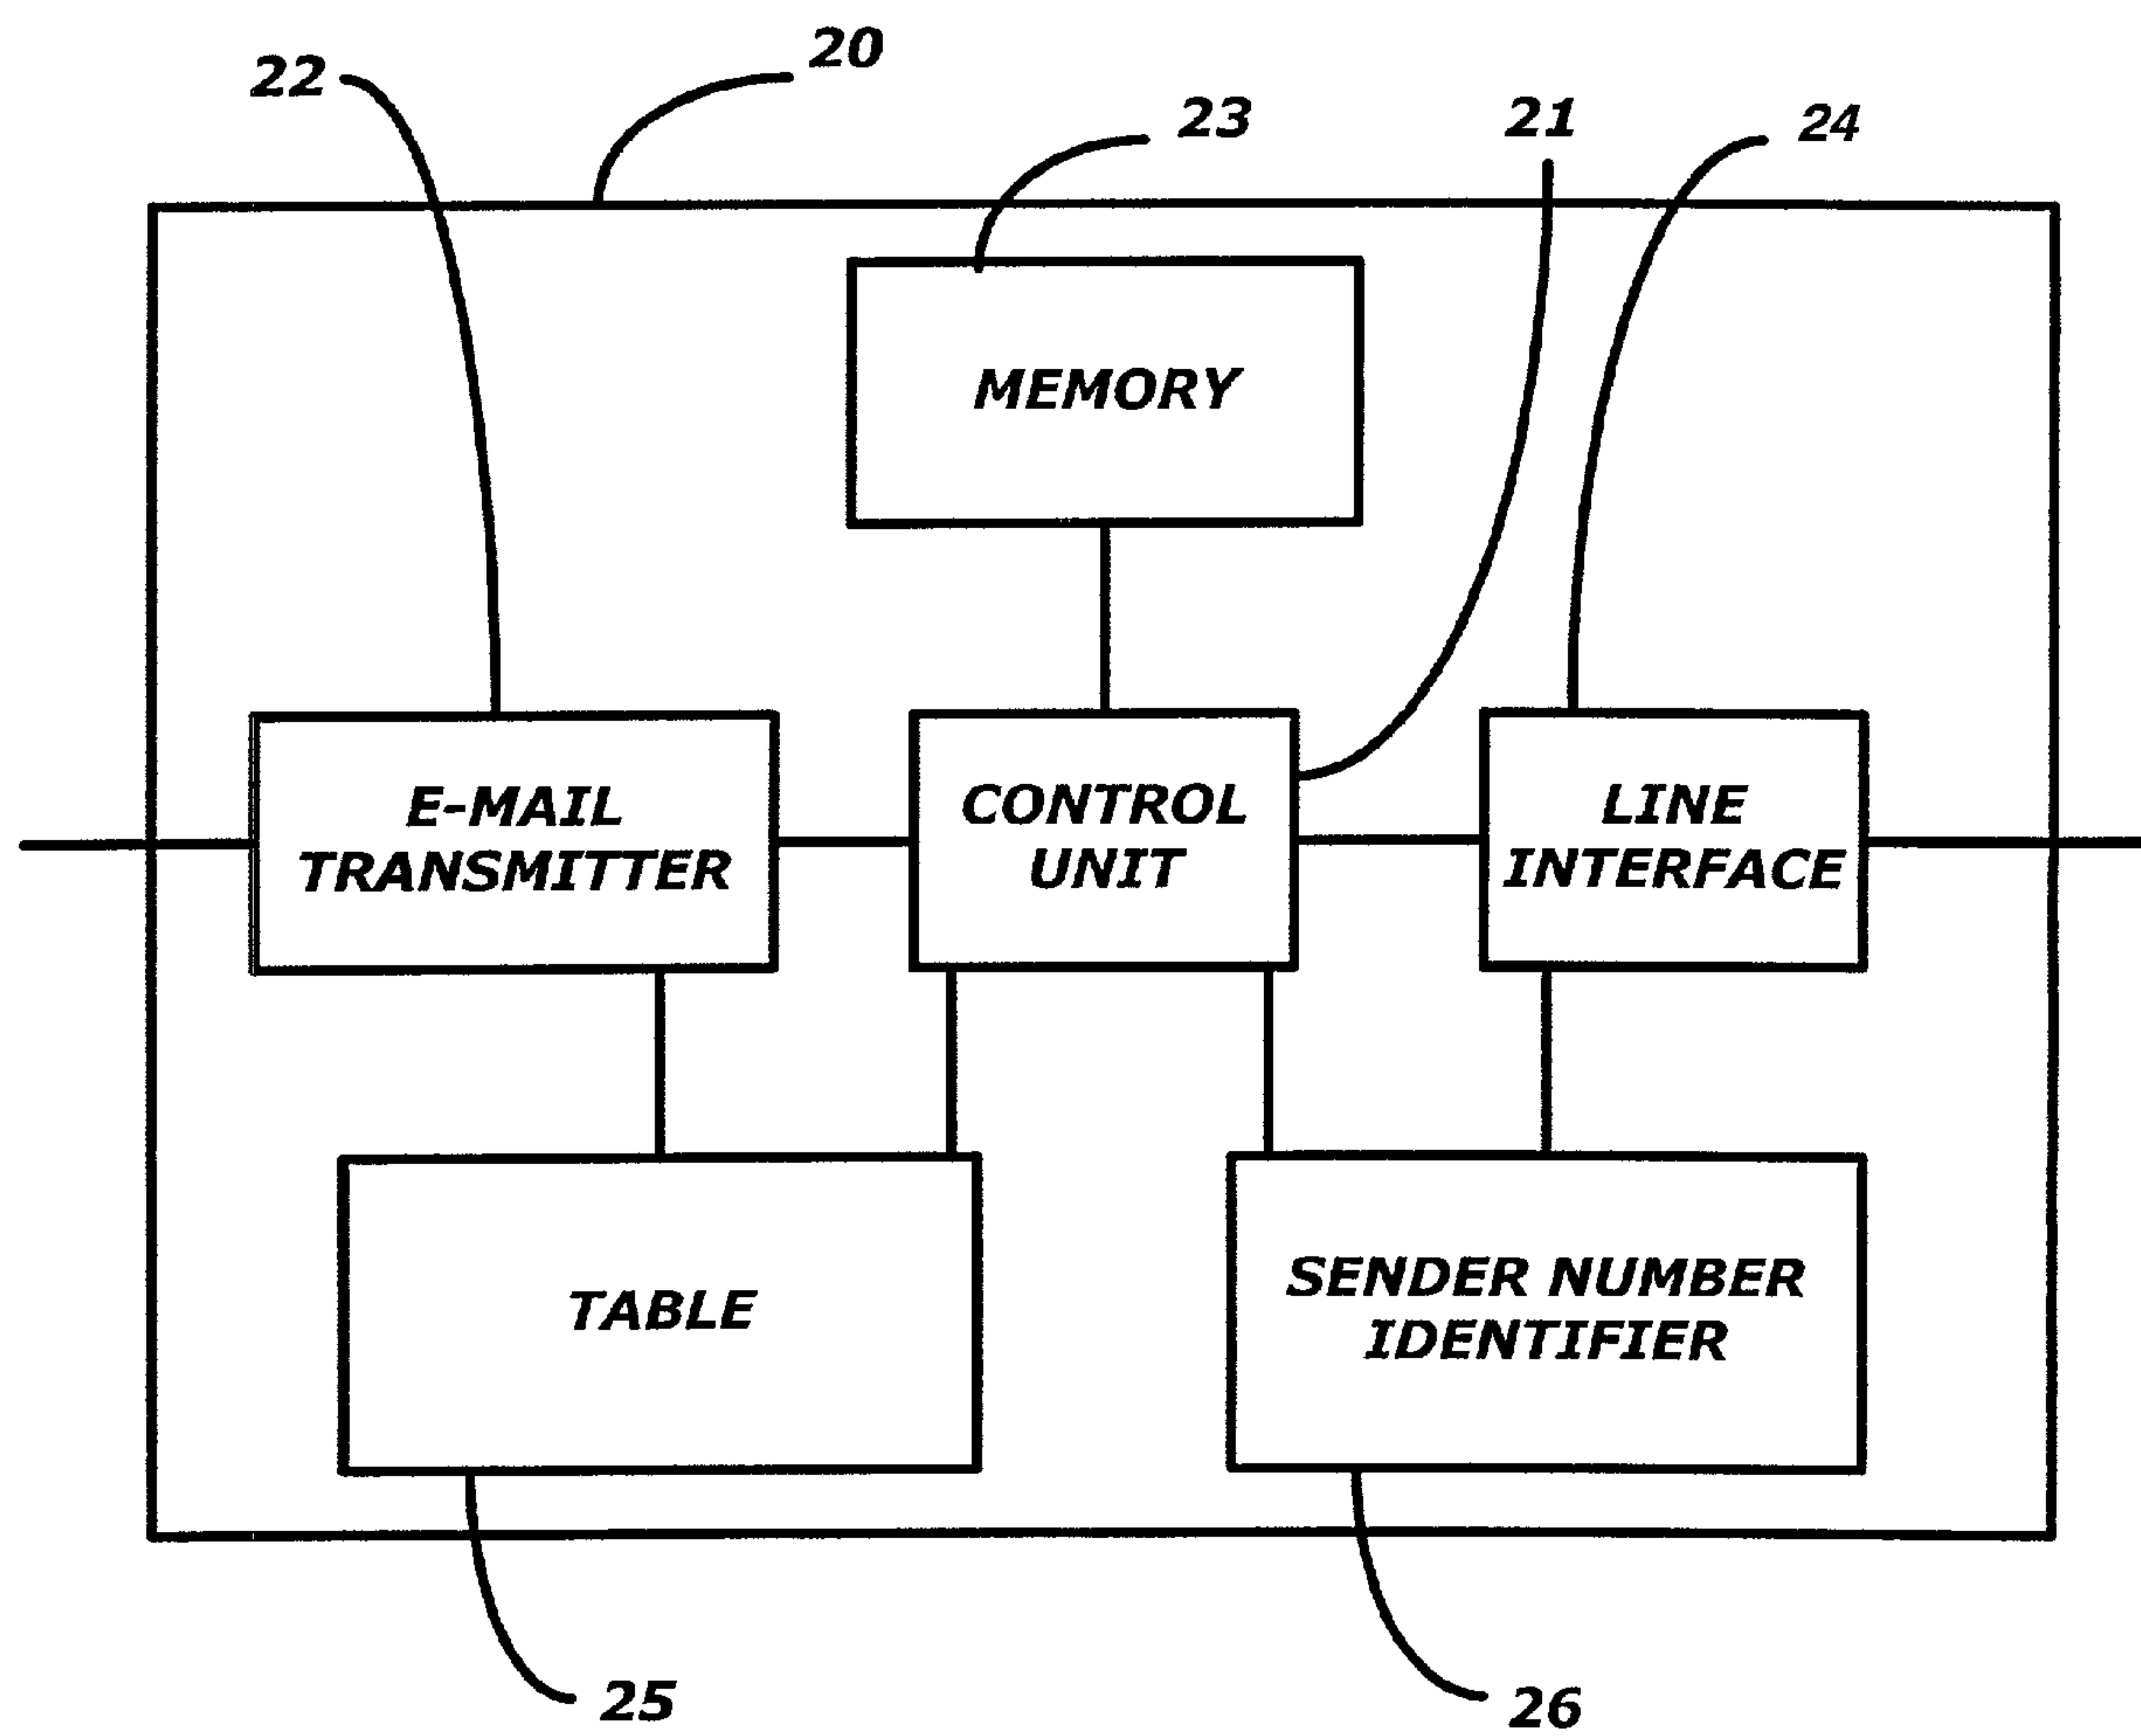 20
22
23
21
24
MEMORY
E-MAIL
TRANSMITTER
CONTROL
UNIT
LINE
INTERFACE
TABLE
SENDER NUMBER
IDENTIFIER
25
26